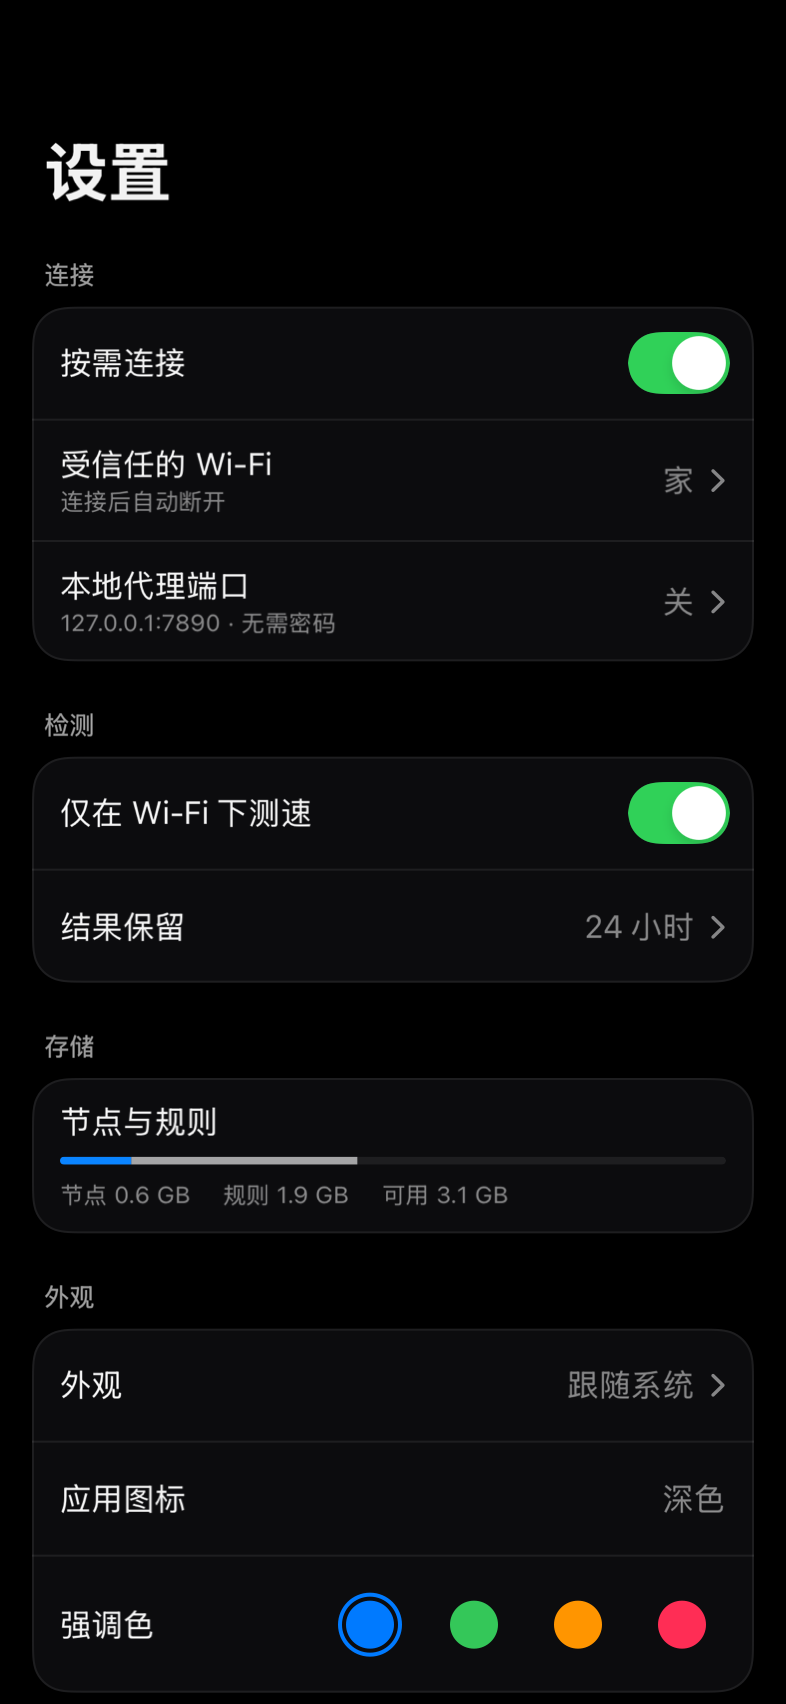 设置
连接
按需连接
受信任的 Wi-Fi
家
连接后自动断开
本地代理端口
关
127.0.0.1:7890 · 无需密码
检测
仅在 Wi-Fi 下测速
结果保留
24 小时
存储
节点与规则
节点 0.6 GB 规则 1.9 GB 可用 3.1 GB
外观
外观
跟随系统
应用图标
深色
强调色